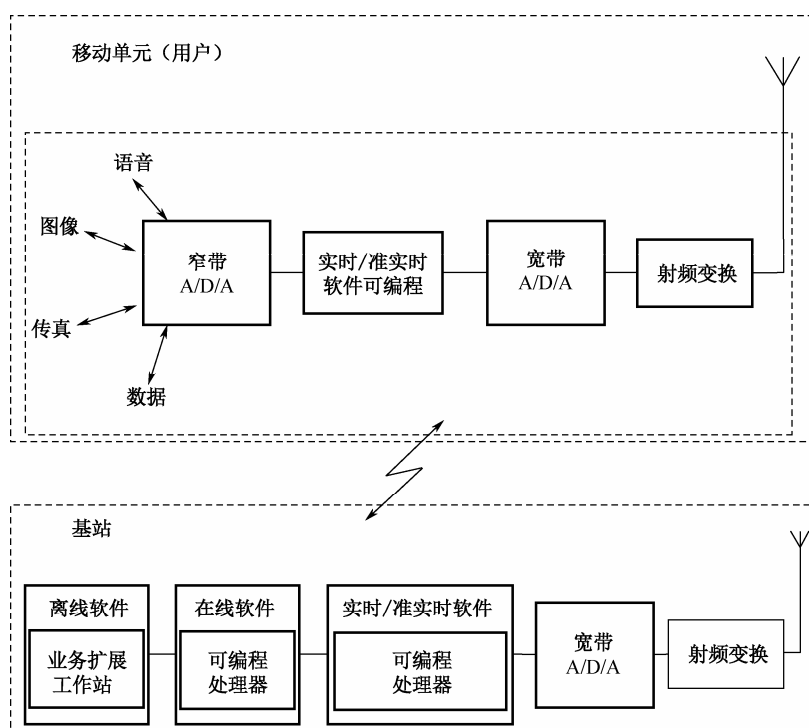 移动单元（用户）
语音
图像
传真
数据
窄带
A/D/A
实时/准实时
软件可编程
宽带
A/D/A
射频变换
基站
离线软件
业务扩展
工作站
在线软件
可编程
处理器
实时/准实时软件
可编程
处理器
宽带
A/D/A
射频变换